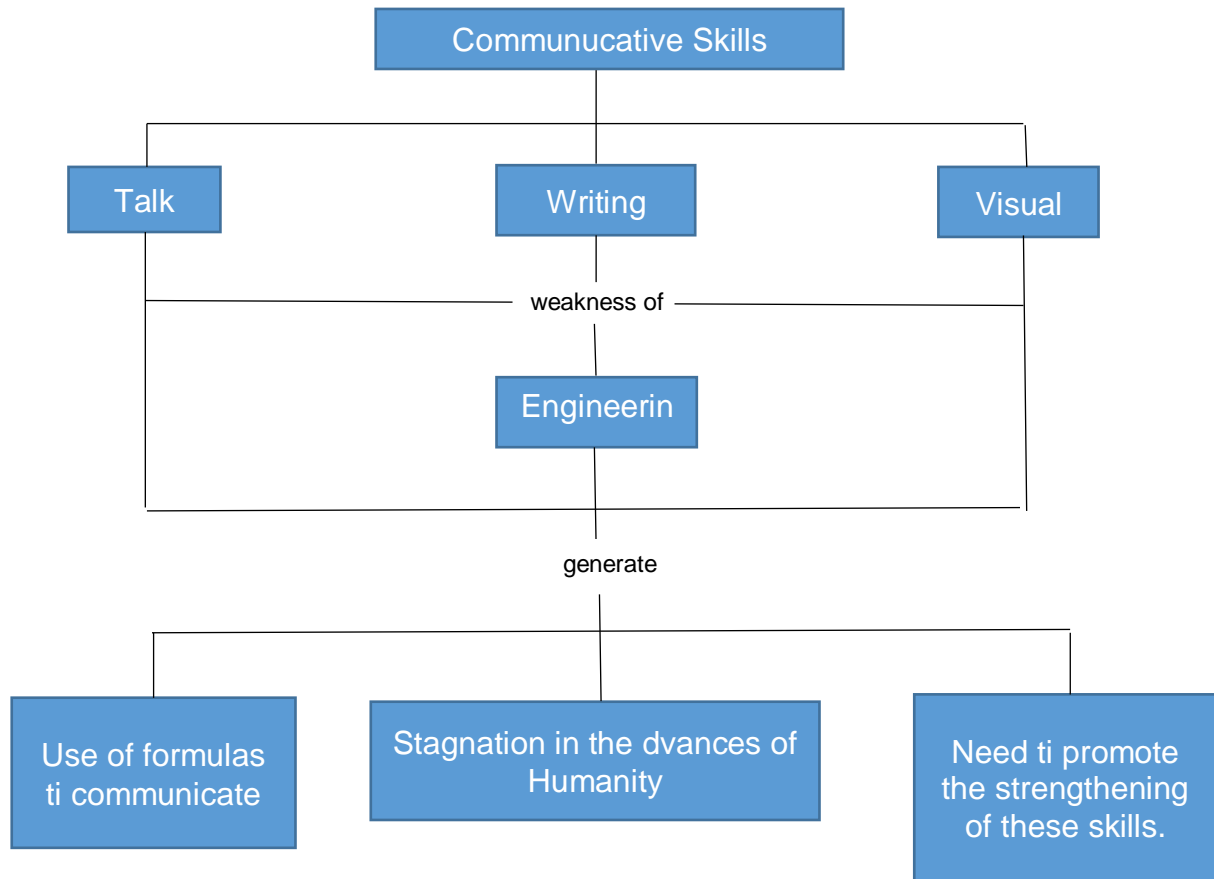 Communucative Skills
Talk
Writing
Visual
weakness of
Engineerin
generate
Use of formulas
ti communicate
Stagnation in the dvances of
Humanity
Need ti promote
the strengthening
of these skills.